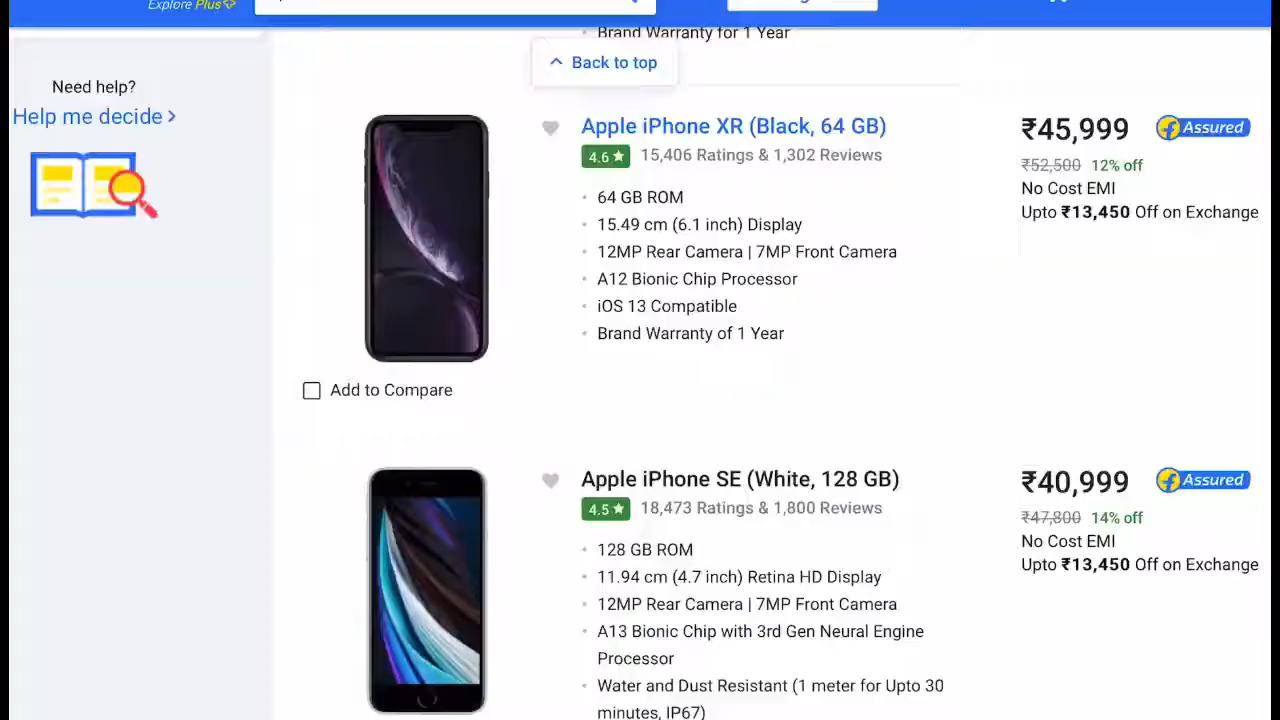 Explore Plus
Brand Warranty for 1 Year
Back to top
Need help?
Help me decide
Apple iPhone XR (Black, 64 GB)
4.6 ★ 15,406 Ratings & 1,302 Reviews
64 GB ROM
15.49 cm (6.1 inch) Display
12MP Rear Camera | 7MP Front Camera
A12 Bionic Chip Processor
iOS 13 Compatible
Brand Warranty of 1 Year
₹45,999 Assured
₹52,500 12% off
No Cost EMI
Upto ₹13,450 Off on Exchange
Add to Compare
Apple iPhone SE (White, 128 GB)
4.5 ★ 18,473 Ratings & 1,800 Reviews
128 GB ROM
11.94 cm (4.7 inch) Retina HD Display
12MP Rear Camera | 7MP Front Camera
A13 Bionic Chip with 3rd Gen Neural Engine
Processor
Water and Dust Resistant (1 meter for Upto 30
minutes, IP67)
₹40,999 Assured
₹47,800 14% off
No Cost EMI
Upto ₹13,450 Off on Exchange